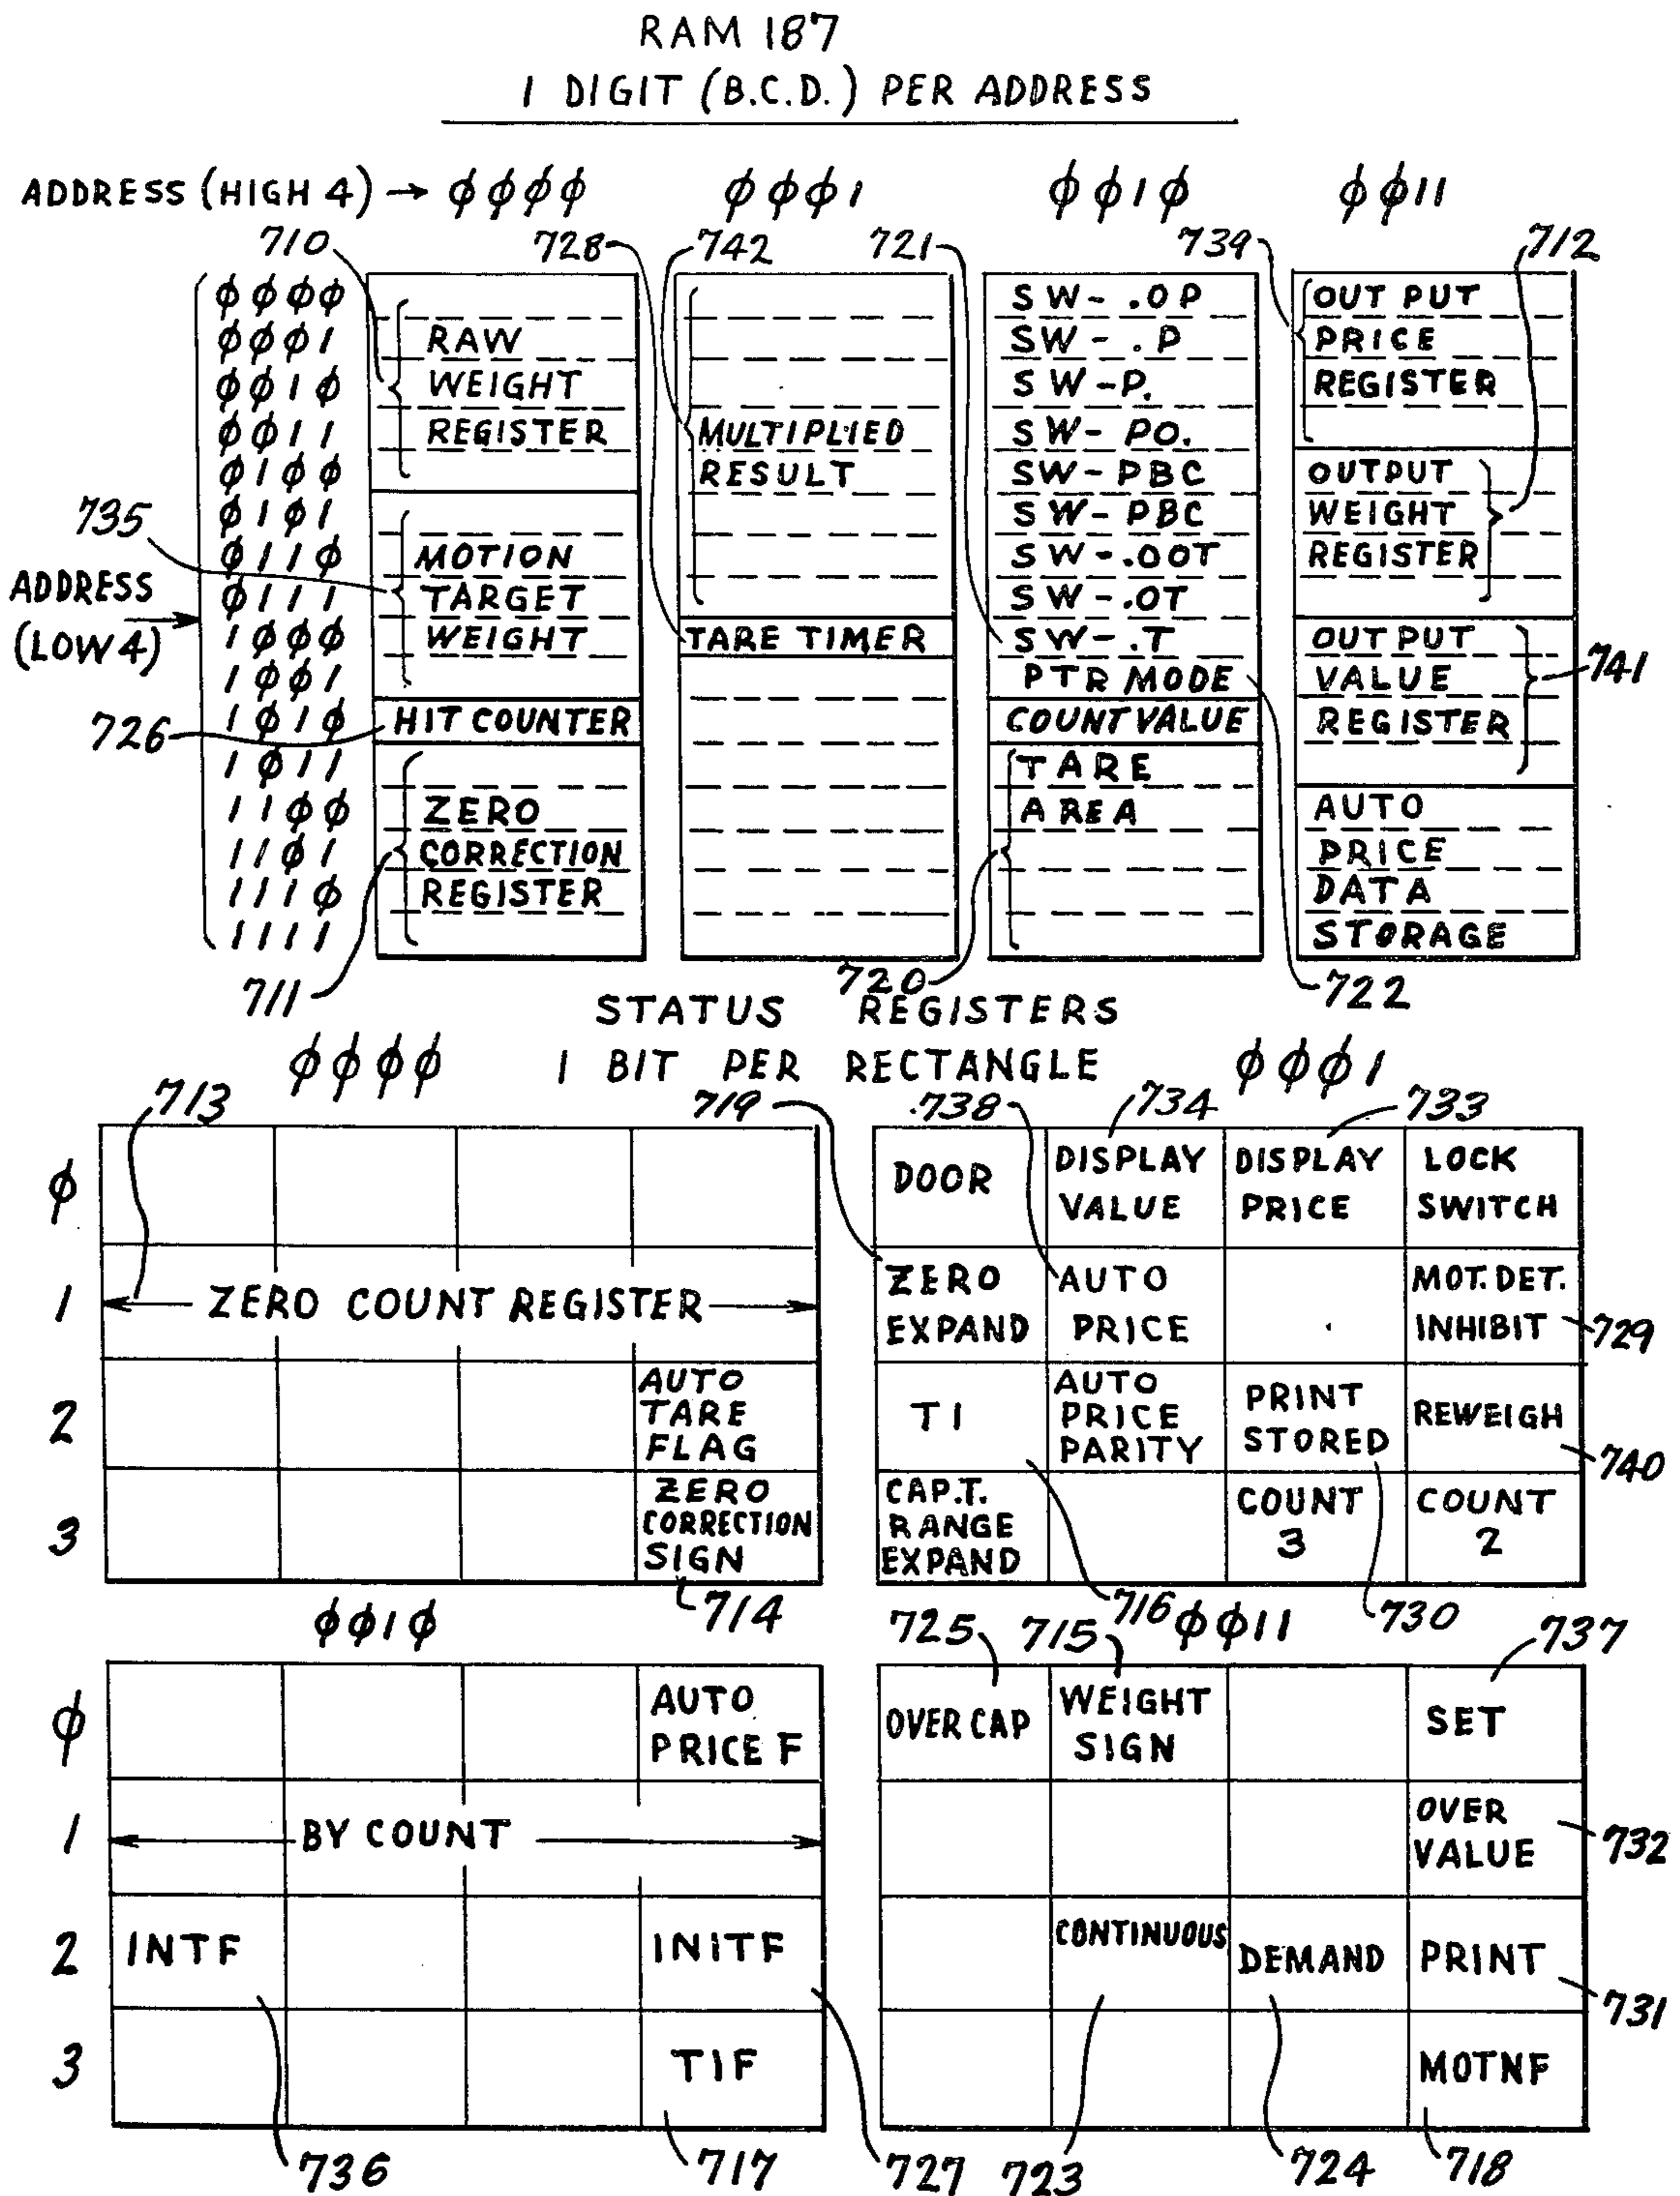 RAM 187
1 DIGIT (B.C.D.) PER ADDRESS
ADDRESS (HIGH 4) → ϕϕϕϕ ϕϕϕ1 ϕϕ1ϕ ϕϕ11
710 728 742 721 739 712
ADDRESS
(LOW 4)
ϕϕϕϕ
ϕϕϕ1
ϕϕ1ϕ
ϕϕ11
ϕ1ϕϕ
ϕ1ϕ1
ϕ11ϕ
ϕ111
1ϕϕϕ
1ϕϕ1
1ϕ1ϕ
1ϕ11
11ϕϕ
11ϕ1
111ϕ
1111
735
726
711
RAW
WEIGHT
REGISTER
MOTION
TARGET
WEIGHT
HIT COUNTER
ZERO
CORRECTION
REGISTER
MULTIPLIED
RESULT
TARE TIMER
SW- .0P
SW- .P
SW-P.
SW- PO.
SW-PBC
SW-PBC
SW-.00T
SW-.0T
SW-.T
PTR MODE
COUNT VALUE
TARE
AREA
720
722
OUTPUT
PRICE
REGISTER
OUTPUT
WEIGHT
REGISTER
OUTPUT
VALUE
REGISTER
741
AUTO
PRICE
DATA
STORAGE
STATUS REGISTERS
1 BIT PER RECTANGLE
ϕϕϕϕ
713
ϕ
1
2
3
ZERO COUNT REGISTER
AUTO
TARE
FLAG
ZERO
CORRECTION
SIGN
714
ϕϕϕ1
719 738 734 733
DOOR
DISPLAY
VALUE
DISPLAY
PRICE
LOCK
SWITCH
ZERO
EXPAND
AUTO
PRICE
MOT. DET.
INHIBIT
729
T1
AUTO
PRICE
PARITY
PRINT
STORED
REWEIGH
740
CAP.T.
RANGE
EXPAND
COUNT
3
COUNT
2
716 730
ϕϕ1ϕ
ϕ
1
2
3
AUTO
PRICE F
BY COUNT
INTF
INITF
TIF
736 717 727
ϕϕ11
725 715 737
OVER CAP
WEIGHT
SIGN
SET
OVER
VALUE
732
CONTINUOUS
DEMAND
PRINT
731
MOTNF
723 724 718